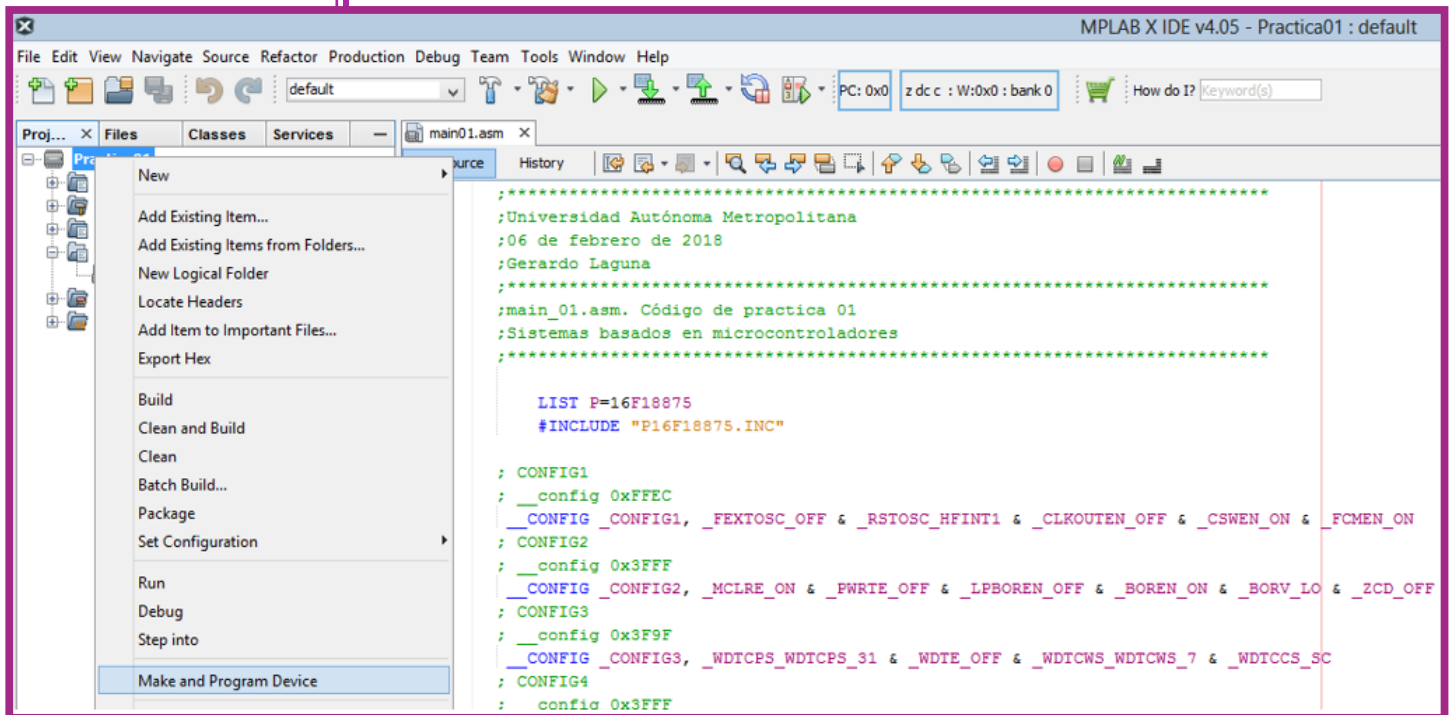 MPLAB X IDE v4.05 - Practica01 : default
File Edit View Navigate Source Refactor Production Debug Team Tools Window Help
default
PC: 0x0
z dc c : W:0x0 : bank 0
How do I? Keyword(s)
Proj... × Files Classes Services
main01.asm ×
History
New
Add Existing Item...
Add Existing Items from Folders...
New Logical Folder
Locate Headers
Add Item to Important Files...
Export Hex
Build
Clean and Build
Clean
Batch Build...
Package
Set Configuration
Run
Debug
Step into
Make and Program Device
;**************************************************************************
;Universidad Autónoma Metropolitana
;06 de febrero de 2018
;Gerardo Laguna
;**************************************************************************
;main_01.asm. Código de practica 01
;Sistemas basados en microcontroladores
;**************************************************************************
LIST P=16F18875
#INCLUDE "P16F18875.INC"
; CONFIG1
; __config 0xFFEC
__CONFIG _CONFIG1, _FEXTOSC_OFF & _RSTOSC_HFINT1 & _CLKOUTEN_OFF & _CSWEN_ON & _FCMEN_ON
; CONFIG2
; __config 0x3FFF
__CONFIG _CONFIG2, _MCLRE_ON & _PWRTE_OFF & _LPBOREN_OFF & _BOREN_ON & _BORV_LO & _ZCD_OFF
; CONFIG3
; __config 0x3F9F
__CONFIG _CONFIG3, _WDTCPS_WDTCPS_31 & _WDTE_OFF & _WDTCWS_WDTCWS_7 & _WDTCCS_SC
; CONFIG4
; __config 0x3FFF